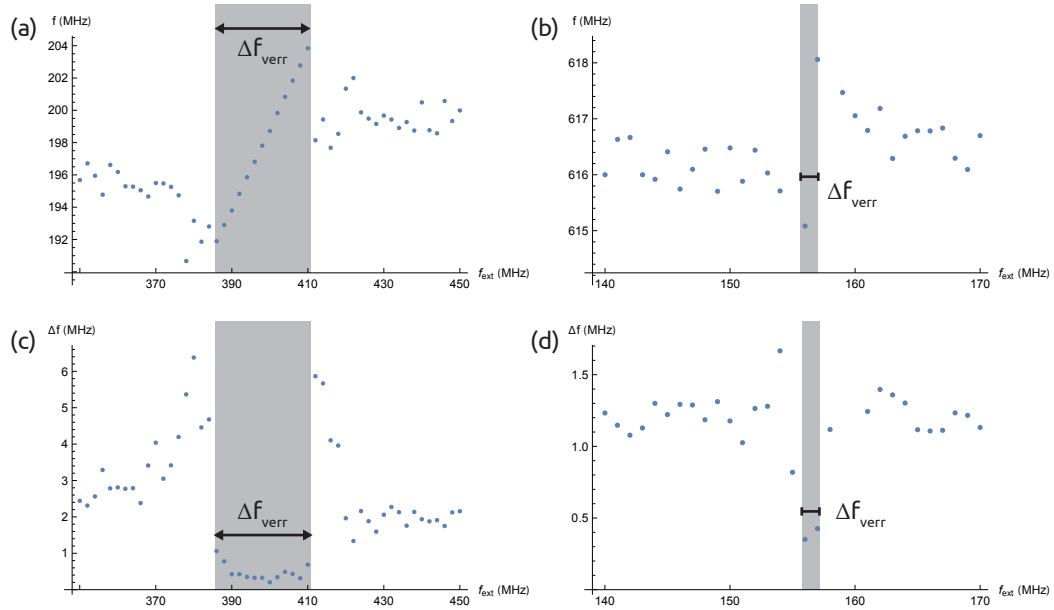 (a)
f (MHz)
204
202
200
198
196
194
192
190
370
390
410
430
450
f_ext (MHz)
Δf_verr
(b)
f (MHz)
618
617
616
615
140
150
160
170
f_ext (MHz)
Δf_verr
(c)
Δf (MHz)
6
5
4
3
2
1
370
390
410
430
450
f_ext (MHz)
Δf_verr
(d)
Δf (MHz)
1.5
1.0
0.5
140
150
160
170
f_ext (MHz)
Δf_verr